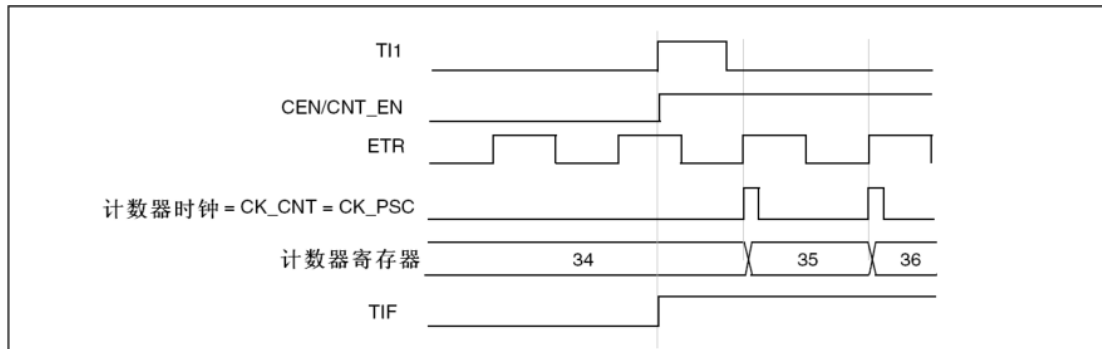 TI1
CEN/CNT_EN
ETR
计数器时钟 = CK_CNT = CK_PSC
计数器寄存器 34 35 36
TIF